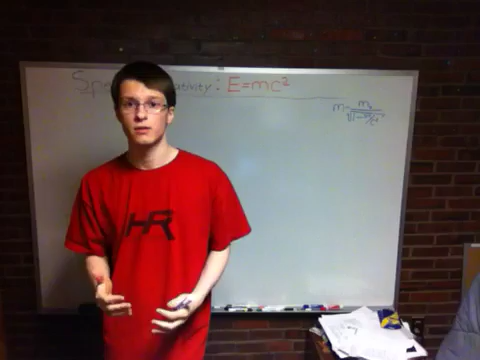 Spe ativity: E=mc²
m= m₀
√1-v²/c²
HR